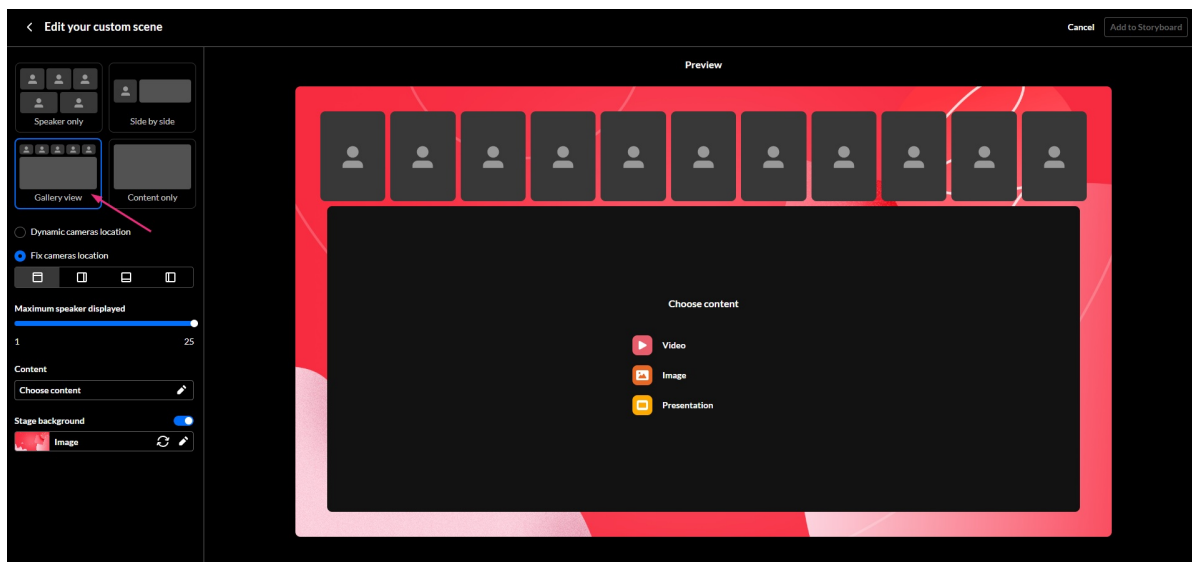 Edit your custom scene
Cancel
Add to Storyboard
Speaker only
Side by side
Gallery view
Content only
Dynamic cameras location
Fix cameras location
Maximum speaker displayed
1
25
Content
Choose content
Stage background
Image
Preview
Choose content
Video
Image
Presentation